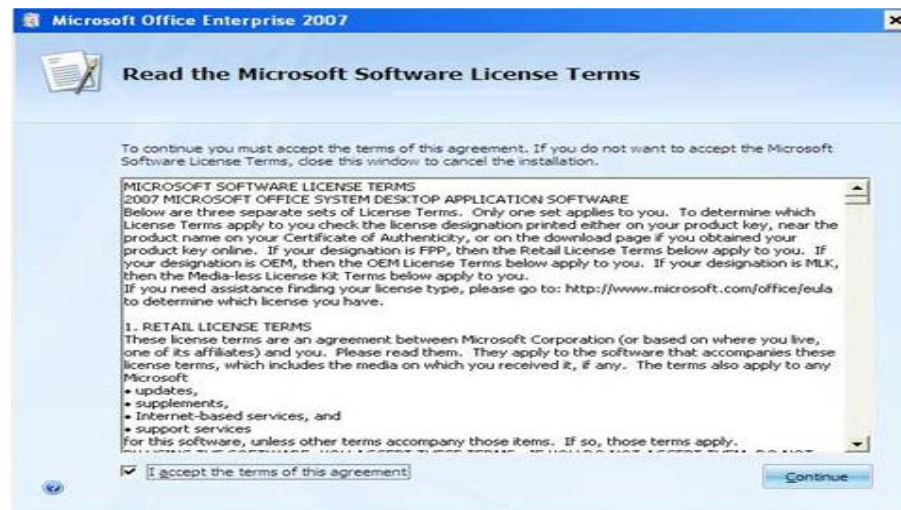 Microsoft Office Enterprise 2007
Read the Microsoft Software License Terms
To continue you must accept the terms of this agreement. If you do not want to accept the Microsoft
Software License Terms, close this window to cancel the installation.
MICROSOFT SOFTWARE LICENSE TERMS
2007 MICROSOFT OFFICE SYSTEM DESKTOP APPLICATION SOFTWARE
Below are three separate sets of License Terms. Only one set applies to you. To determine which
License Terms apply to you check the license designation printed either on your product key, near the
product name on your Certificate of Authenticity, or on the download page if you obtained your
product key online. If your designation is FPP, then the Retail License Terms below apply to you. If
your designation is OEM, then the OEM License Terms below apply to you. If your designation is MLK,
then the Media-less License Kit Terms below apply to you.
If you need assistance finding your license type, please go to: http://www.microsoft.com/office/eula
to determine which license you have.
1. RETAIL LICENSE TERMS
These license terms are an agreement between Microsoft Corporation (or based on where you live,
one of its affiliates) and you. Please read them. They apply to the software that accompanies these
license terms, which includes the media on which you received it, if any. The terms also apply to any
Microsoft
• updates,
• supplements,
• Internet-based services, and
• support services
for this software, unless other terms accompany those items. If so, those terms apply.
I accept the terms of this agreement
Continue